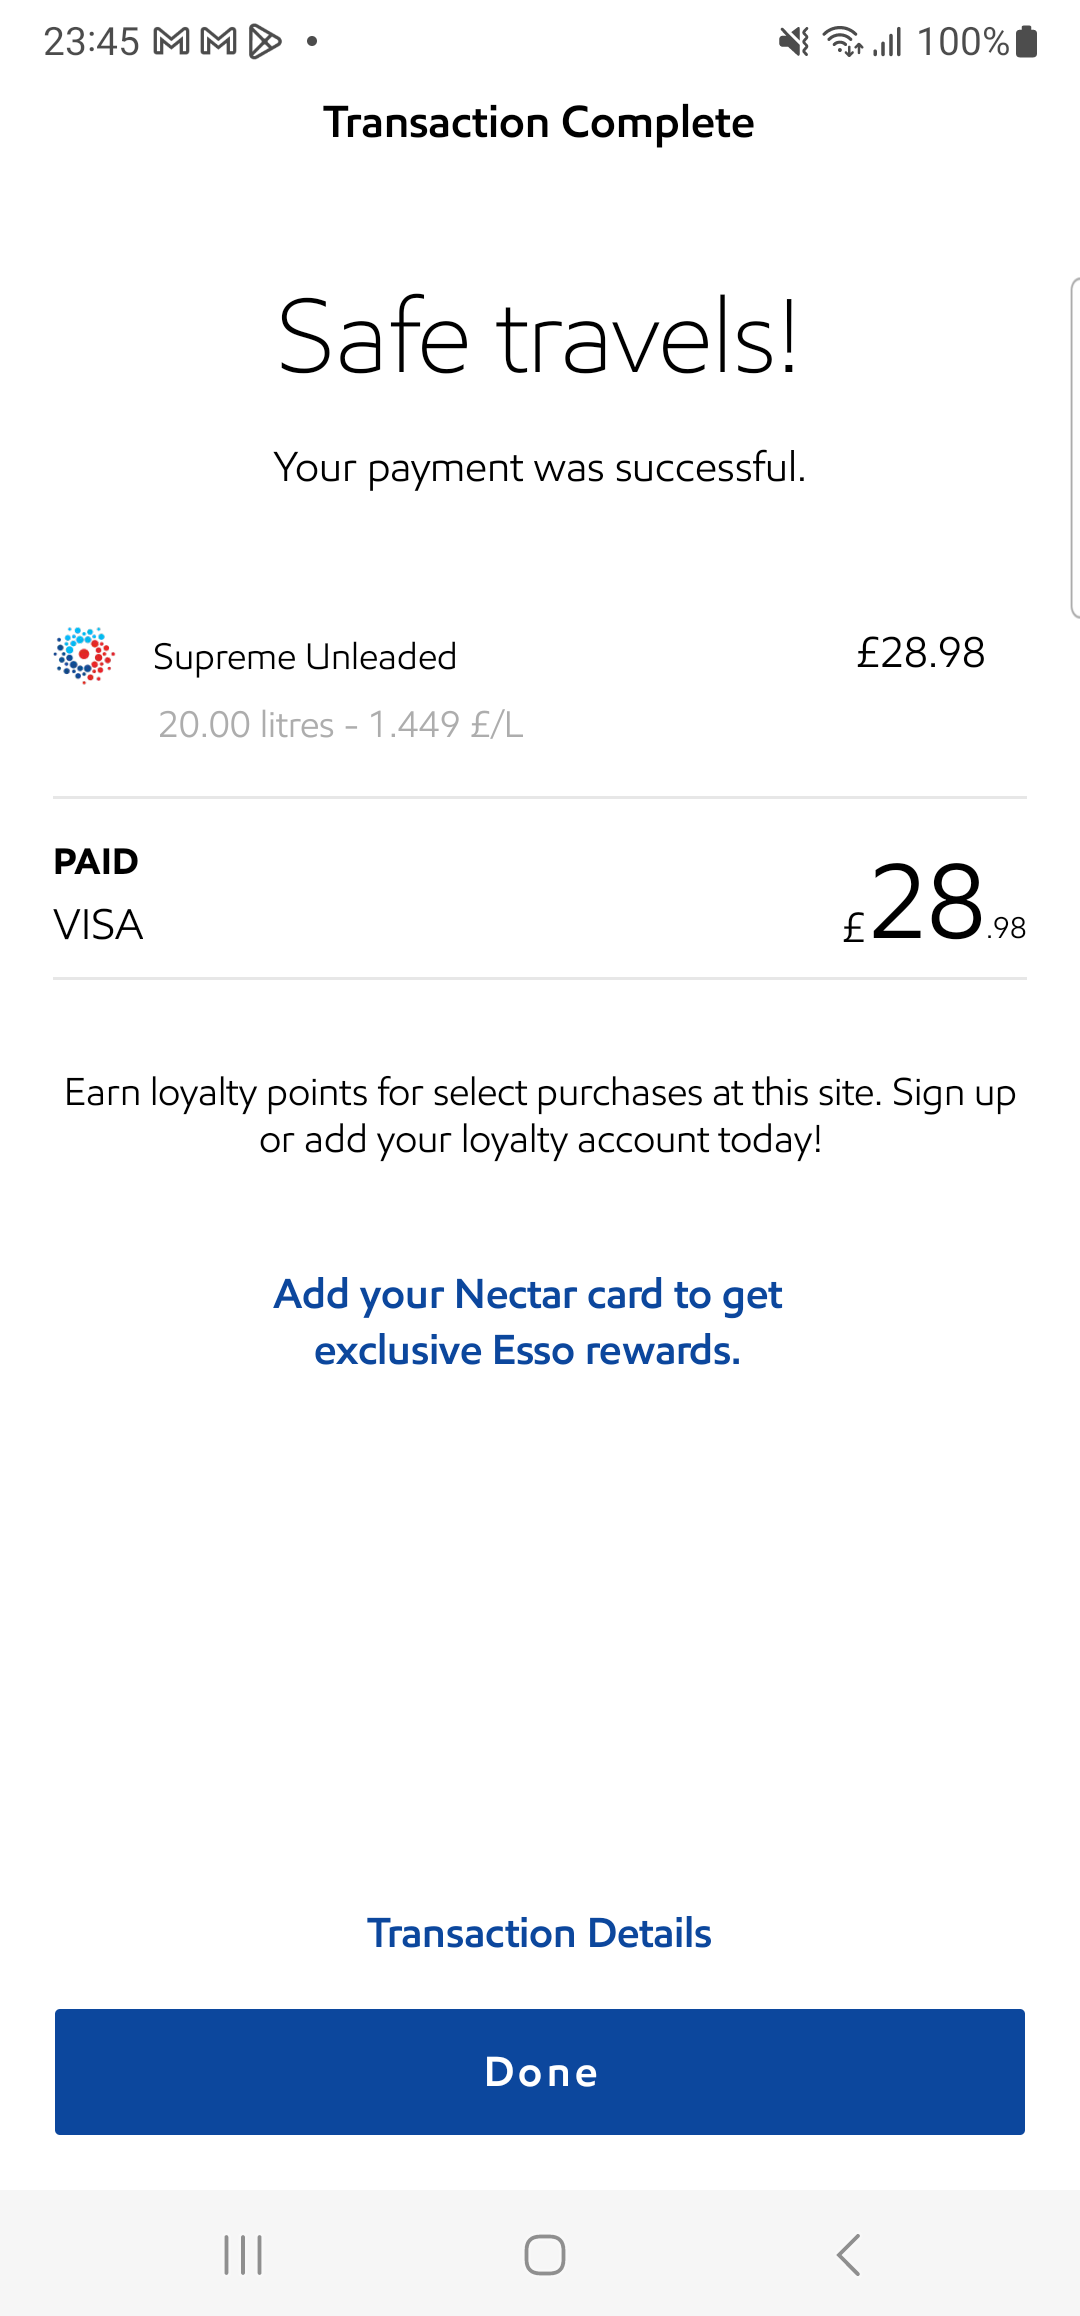 23:45
100%
Transaction Complete
Safe travels!
Your payment was successful.
Supreme Unleaded £28.98
20.00 litres - 1.449 £/L
PAID
VISA £28.98
Earn loyalty points for select purchases at this site. Sign up
or add your loyalty account today!
Add your Nectar card to get
exclusive Esso rewards.
Transaction Details
Done